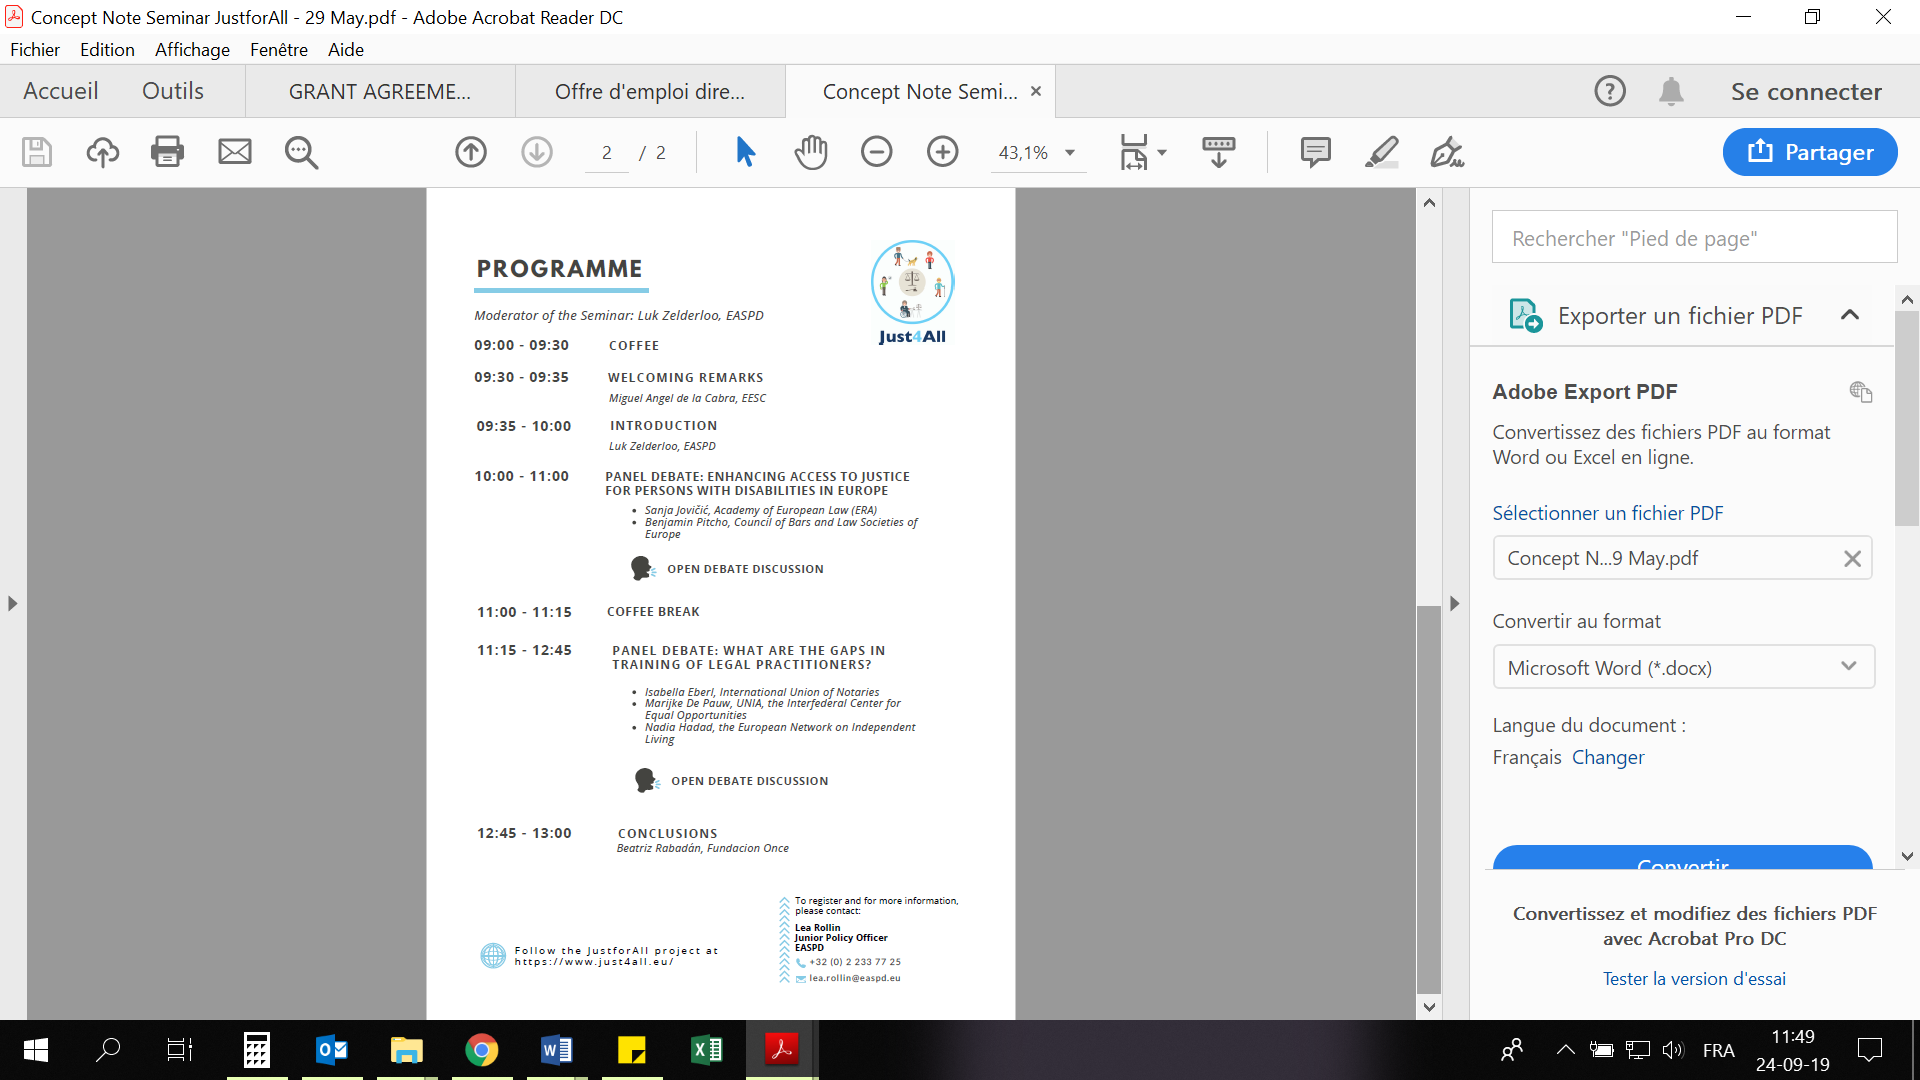 Concept Note Seminar JustforAll - 29 May.pdf - Adobe Acrobat Reader DC
Fichier Edition Affichage Fenêtre Aide
Accueil Outils GRANT AGREEME... Offre d'emploi dire... Concept Note Semi... × Se connecter
2 / 2 43,1% Partager
PROGRAMME
Moderator of the Seminar: Luk Zelderloo, EASPD
Just4All
09:00 - 09:30 COFFEE
09:30 - 09:35 WELCOMING REMARKS
Miguel Angel de la Cabra, EESC
09:35 - 10:00 INTRODUCTION
Luk Zelderloo, EASPD
10:00 - 11:00 PANEL DEBATE: ENHANCING ACCESS TO JUSTICE
FOR PERSONS WITH DISABILITIES IN EUROPE
• Sanja Jovičić, Academy of European Law (ERA)
• Benjamin Pitcho, Council of Bars and Law Societies of
Europe
OPEN DEBATE DISCUSSION
11:00 - 11:15 COFFEE BREAK
11:15 - 12:45 PANEL DEBATE: WHAT ARE THE GAPS IN
TRAINING OF LEGAL PRACTITIONERS?
• Isabella Eberl, International Union of Notaries
• Marijke De Pauw, UNIA, the Interfederal Center for
Equal Opportunities
• Nadia Hadad, the European Network on Independent
Living
OPEN DEBATE DISCUSSION
12:45 - 13:00 CONCLUSIONS
Beatriz Rabadán, Fundacion Once
Follow the JustforAll project at
https://www.just4all.eu/
To register and for more information,
please contact:
Lea Rollin
Junior Policy Officer
EASPD
+32 (0) 2 233 77 25
lea.rollin@easpd.eu
Rechercher "Pied de page"
Exporter un fichier PDF
Adobe Export PDF
Convertissez des fichiers PDF au format
Word ou Excel en ligne.
Sélectionner un fichier PDF
Concept N...9 May.pdf
Convertir au format
Microsoft Word (*.docx)
Langue du document :
Français Changer
Convertir
Convertissez et modifiez des fichiers PDF
avec Acrobat Pro DC
Tester la version d'essai
FRA
11:49
24-09-19